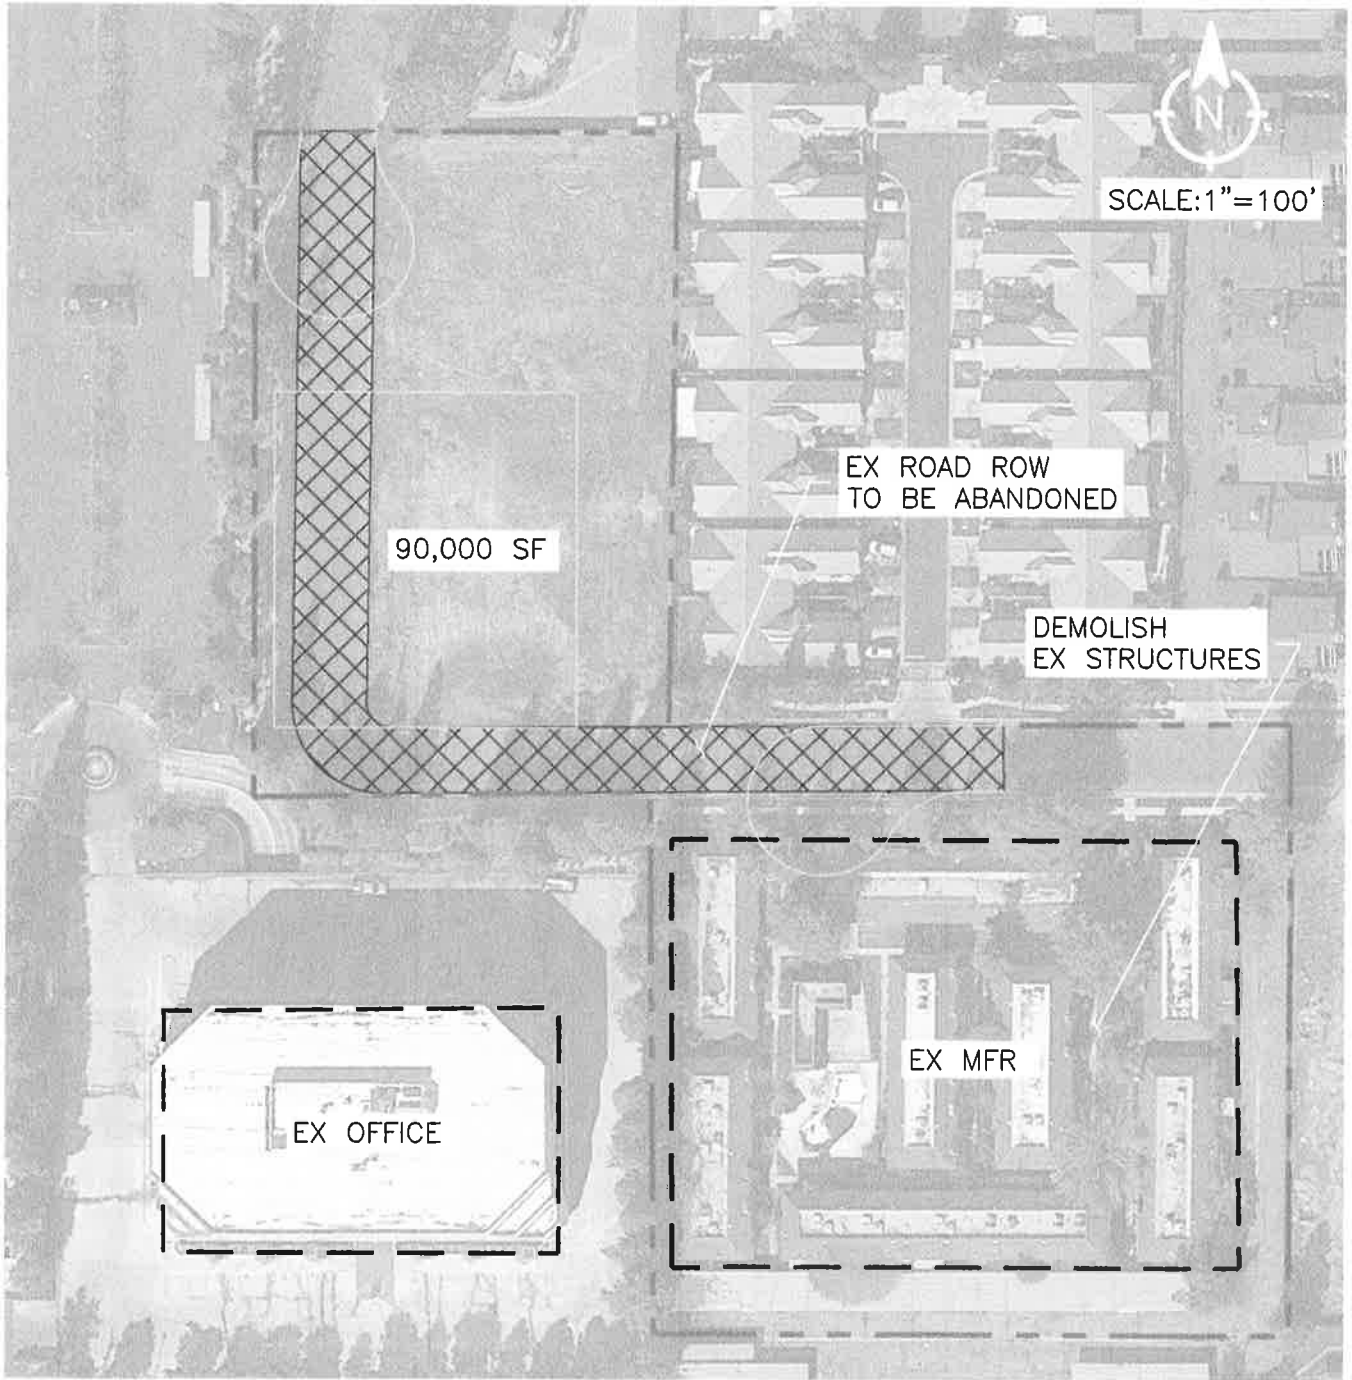 N
SCALE:1"=100'
EX ROAD ROW
TO BE ABANDONED
90,000 SF
DEMOLISH
EX STRUCTURES
EX MFR
EX OFFICE